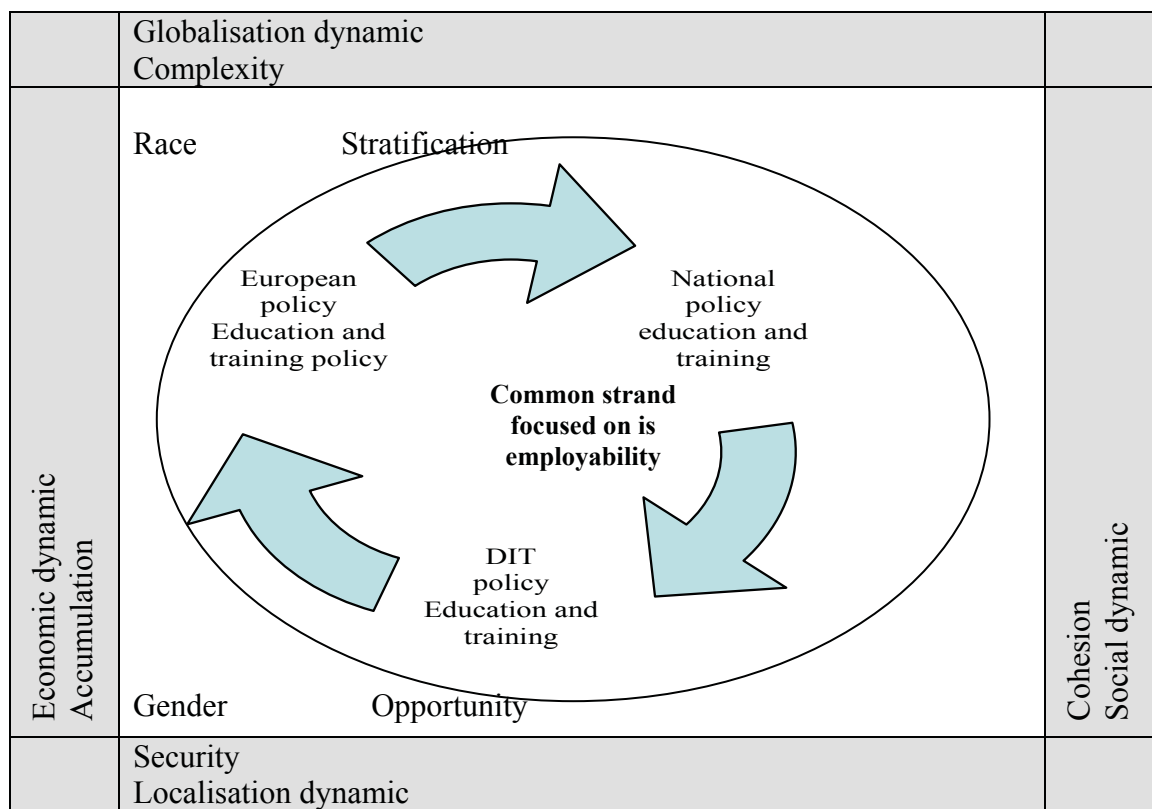 Globalisation dynamic
Complexity
Race Stratification
European
policy
Education and
training policy
National
policy
education and
training
Common strand
focused on is
employability
DIT
policy
Education and
training
Gender Opportunity
Economic dynamic
Accumulation
Cohesion
Social dynamic
Security
Localisation dynamic